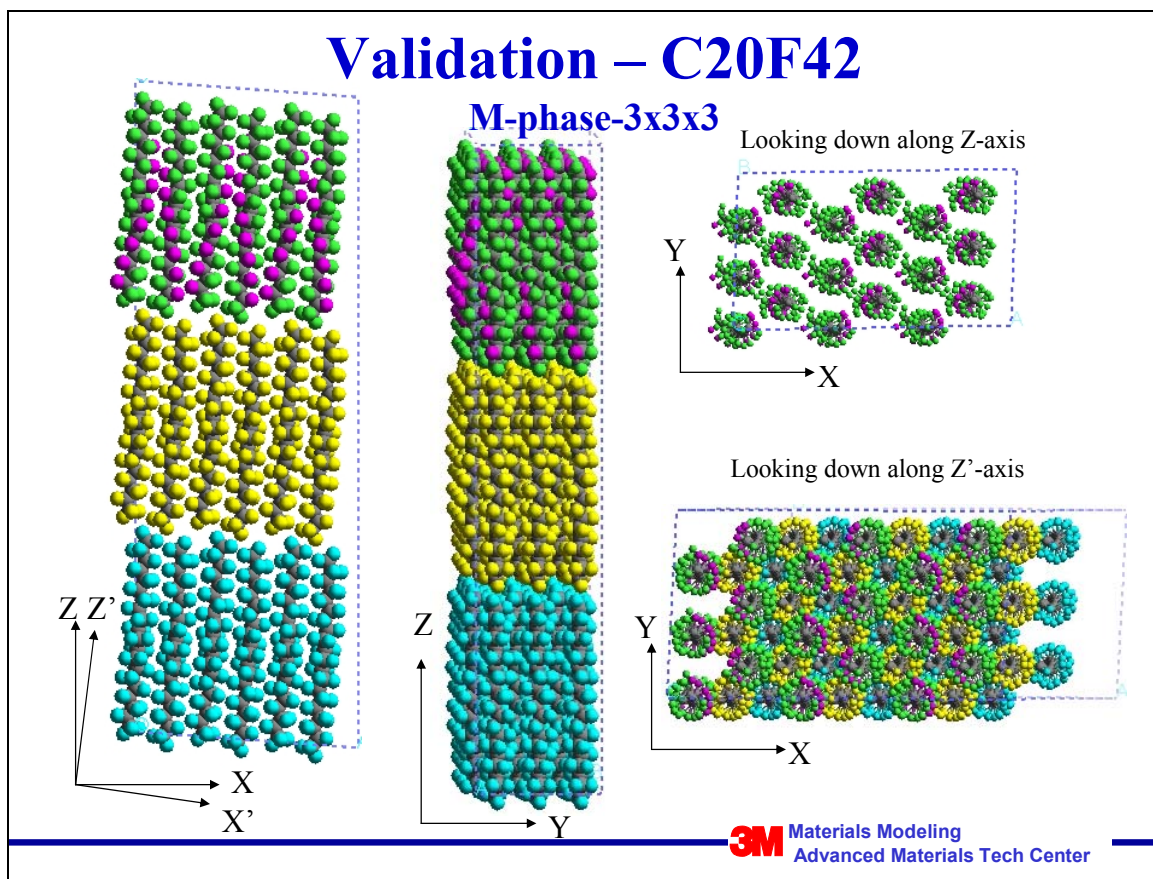 Validation – C20F42
M-phase-3x3x3
Looking down along Z-axis
B
A
Y
X
Looking down along Z’-axis
A
Y
X
Z Z’
X
X’
Z
Y
3M Materials Modeling
Advanced Materials Tech Center